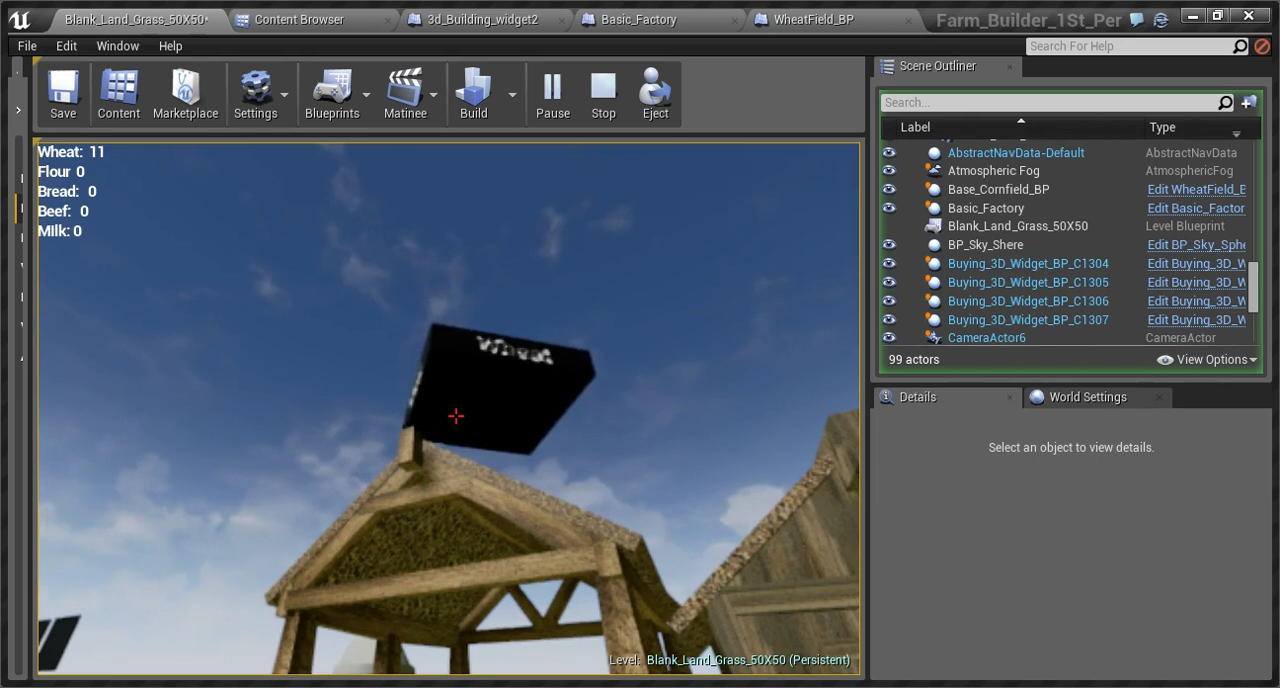 Blank_Land_Grass_50X50*
Content Browser
3d_Building_widget2
Basic_Factory
WheatField_BP
Farm_Builder_1St_Per
File Edit Window Help
Search For Help
Save
Content
Marketplace
Settings
Blueprints
Matinee
Build
Pause
Stop
Eject
Wheat: 11
Flour 0
Bread: 0
Beef: 0
MIlk: 0
Wheat
Level: Blank_Land_Grass_50X50 (Persistent)
Scene Outliner
Search...
Label Type
AbstractNavData-Default AbstractNavData
Atmospheric Fog AtmosphericFog
Base_Cornfield_BP Edit WheatField_B
Basic_Factory Edit Basic_Factor
Blank_Land_Grass_50X50 Level Blueprint
BP_Sky_Shere Edit BP_Sky_Sphe
Buying_3D_Widget_BP_C1304 Edit Buying_3D_W
Buying_3D_Widget_BP_C1305 Edit Buying_3D_W
Buying_3D_Widget_BP_C1306 Edit Buying_3D_W
Buying_3D_Widget_BP_C1307 Edit Buying_3D_W
CameraActor6 CameraActor
99 actors View Options
Details
World Settings
Select an object to view details.